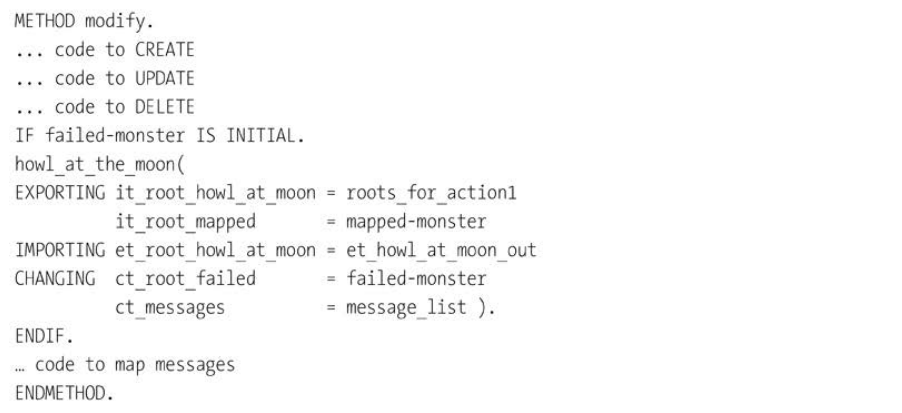 METHOD modify.
... code to CREATE
... code to UPDATE
... code to DELETE
IF failed-monster IS INITIAL.
howl_at_the_moon(
EXPORTING it_root_howl_at_moon = roots_for_action1
          it_root_mapped       = mapped-monster
IMPORTING et_root_howl_at_moon = et_howl_at_moon_out
CHANGING  ct_root_failed       = failed-monster
          ct_messages          = message_list ).
ENDIF.
… code to map messages
ENDMETHOD.